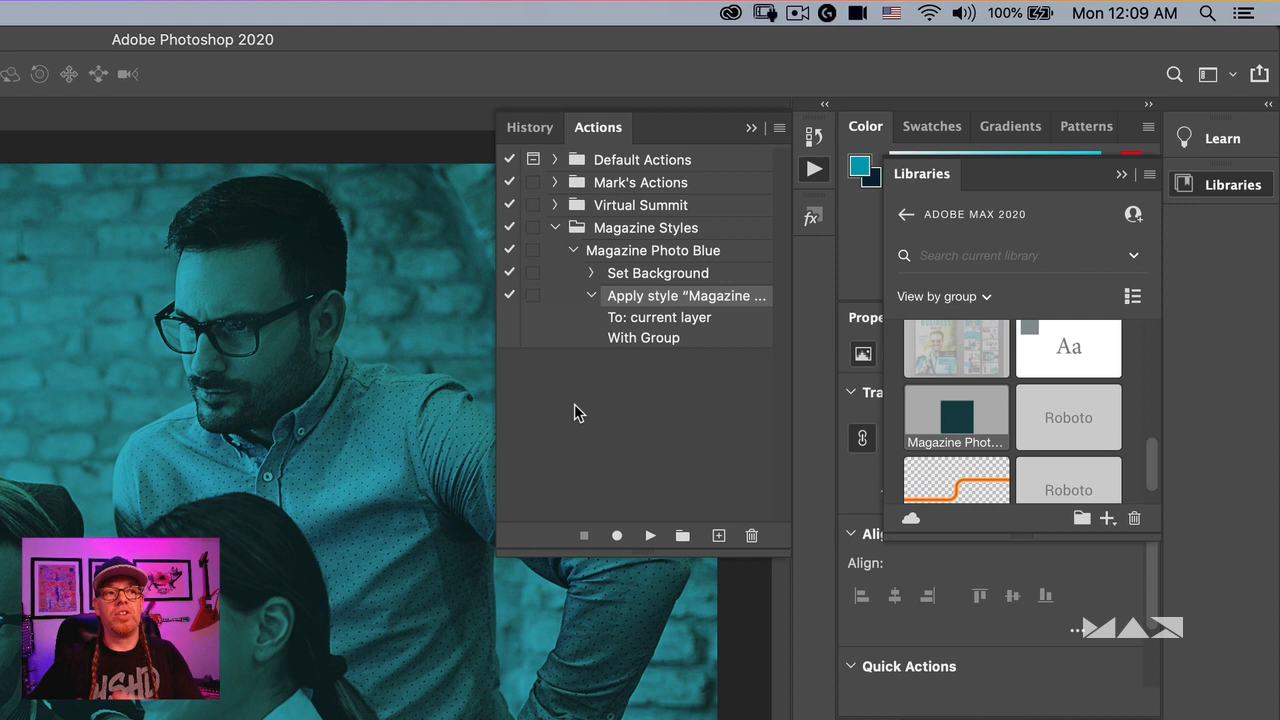 100%
Mon 12:09 AM
Adobe Photoshop 2020
History
Actions
Default Actions
Mark's Actions
Virtual Summit
Magazine Styles
Magazine Photo Blue
Set Background
Apply style “Magazine ...
To: current layer
With Group
fx
Color
Swatches
Gradients
Patterns
Learn
Libraries
Libraries
ADOBE MAX 2020
Search current library
View by group
BUSINESS
Aa
Magazine Phot...
Roboto
Roboto
Prope
Tra
Ali
Align:
Quick Actions
MAX